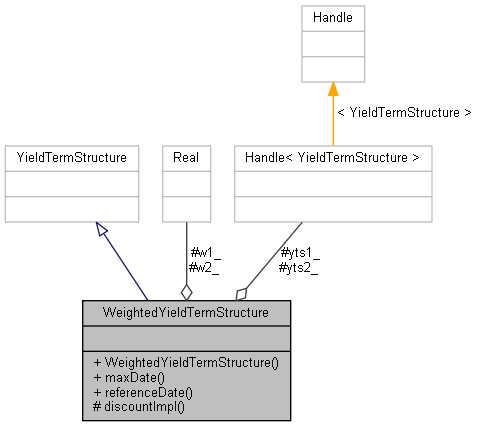 Handle
< YieldTermStructure >
YieldTermStructure
Real
Handle< YieldTermStructure >
#w1_
#w2_
#yts1_
#yts2_
WeightedYieldTermStructure
+ WeightedYieldTermStructure()
+ maxDate()
+ referenceDate()
# discountImpl()